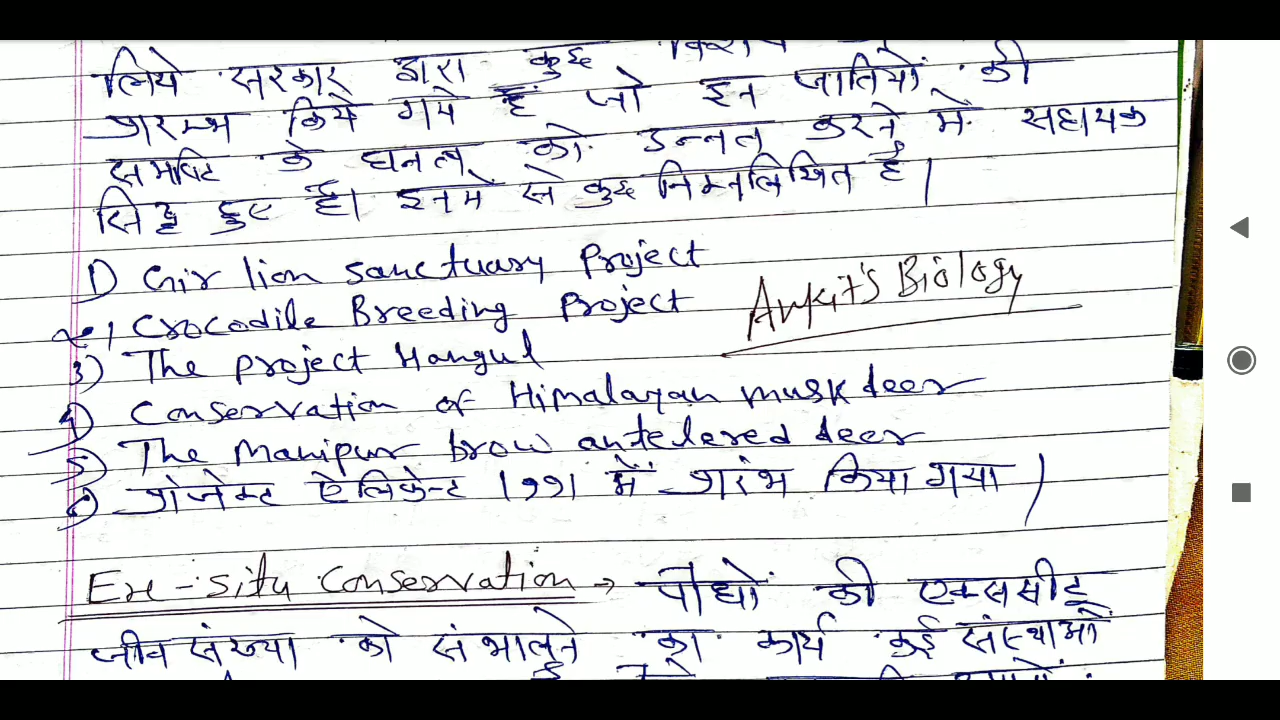 लिये सरकार द्वारा कुछ
प्रारम्भ किये गये हैं जो इन जातियों की
समष्टि के घनत्व को उन्नत करने में सहायक
सिद्ध हुए हैं। इनमें से कुछ निम्नलिखित है।
1) Gir lion sanctuary Project
2) Crocodile Breeding Project
Ankit's Biology
3) The project Hangul
4) Conservation of Himalayan musk deer
5) The Manipur brow antelered deer
6) प्रोजेक्ट ऐलिफेन्ट 1991 में प्रारंभ किया गया।
Ex-situ Conservation → पौधों की एक्ससीटू
जीव संख्या को संभालने का कार्य कई संस्थाओं